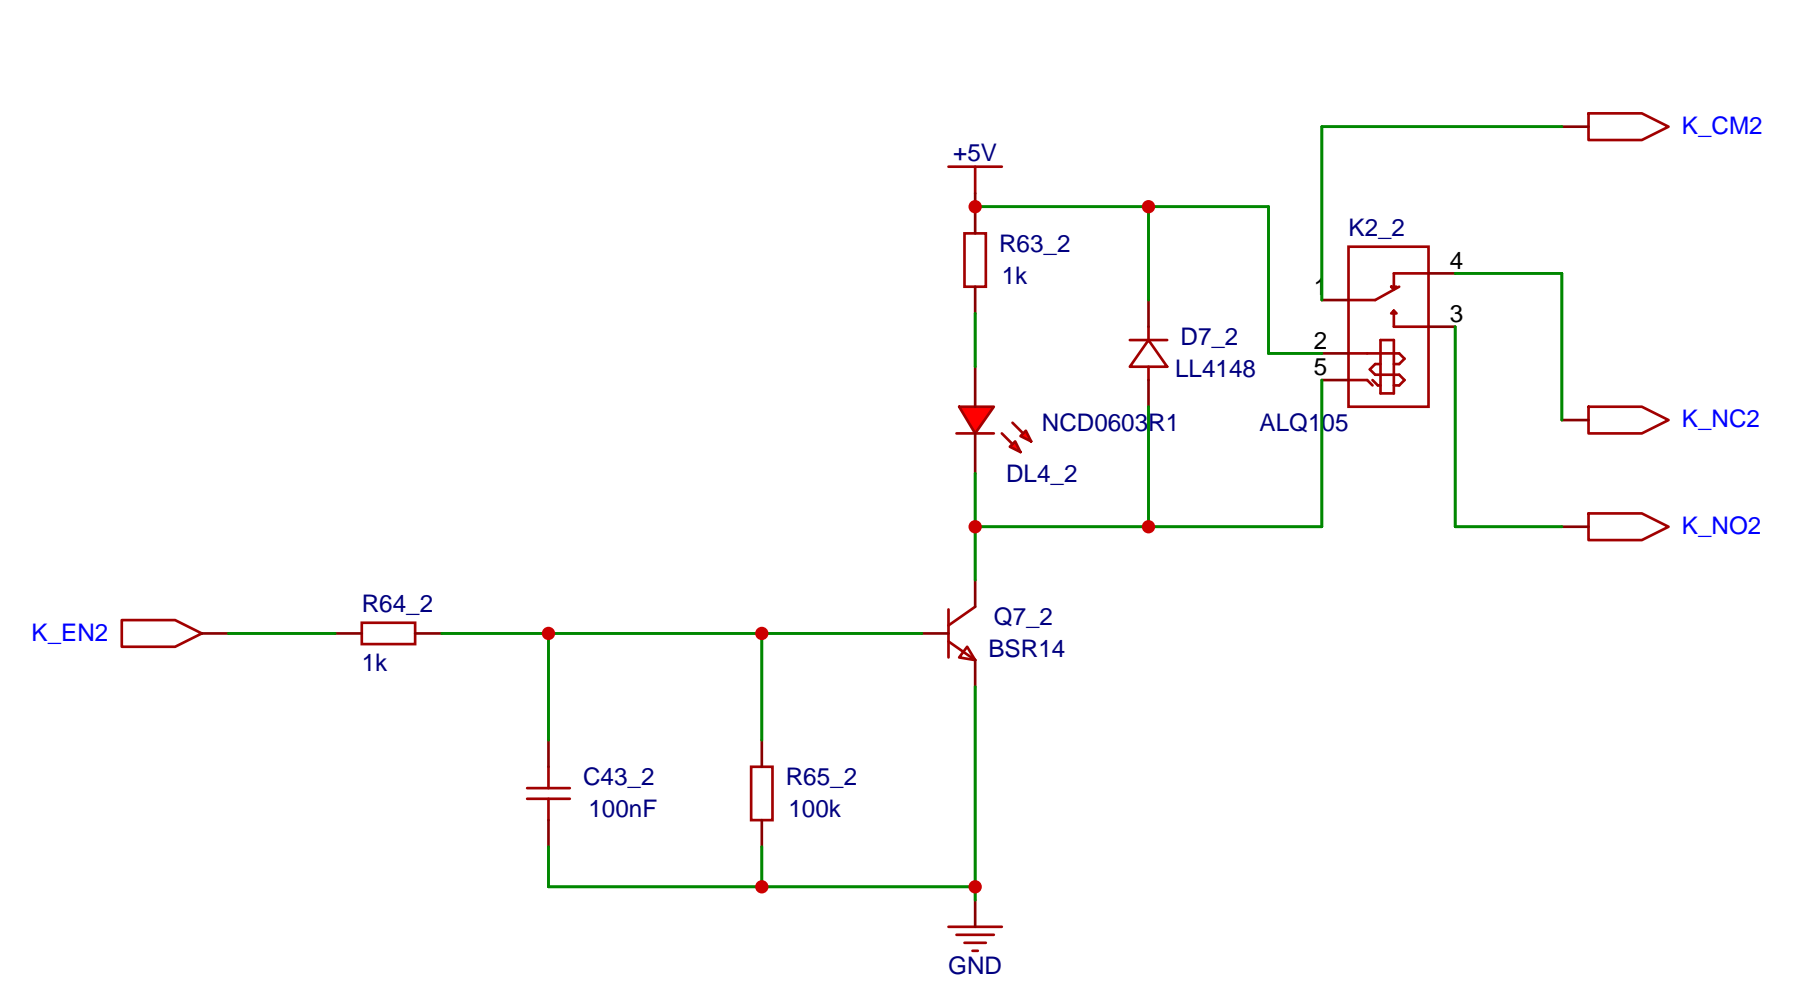 K_CM2
+5V
K2_2
R63_2
1k
4
1
3
D7_2
LL4148
2
5
NCD0603R1
ALQ105
K_NC2
DL4_2
K_NO2
R64_2
K_EN2
1k
Q7_2
BSR14
C43_2
100nF
R65_2
100k
GND